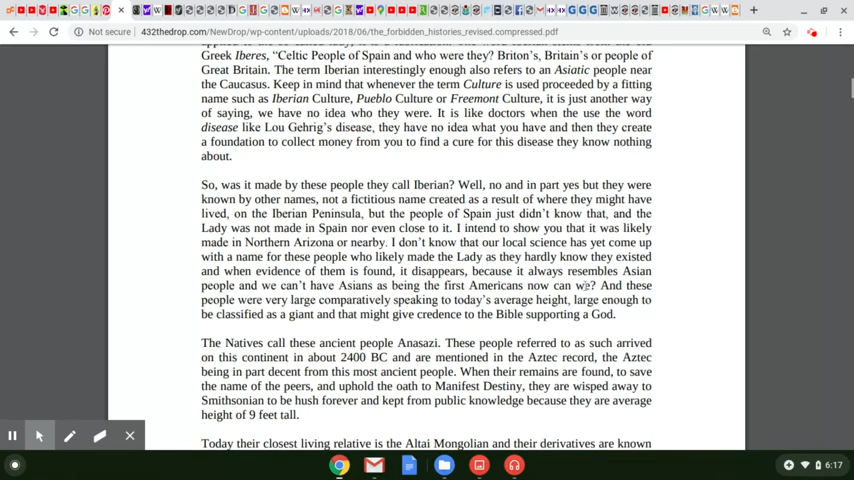 Not secure | 432thedrop.com/NewDrop/wp-content/uploads/2018/06/the_forbidden_histories_revised.compressed.pdf
Greek Iberes, “Celtic People of Spain and who were they? Briton’s, Britain’s or people of
Great Britain. The term Iberian interestingly enough also refers to an Asiatic people near
the Caucasus. Keep in mind that whenever the term Culture is used proceeded by a fitting
name such as Iberian Culture, Pueblo Culture or Freemont Culture, it is just another way
of saying, we have no idea who they were. It is like doctors when the use the word
disease like Lou Gehrig’s disease, they have no idea what you have and then they create
a foundation to collect money from you to find a cure for this disease they know nothing
about.
So, was it made by these people they call Iberian? Well, no and in part yes but they were
known by other names, not a fictitious name created as a result of where they might have
lived, on the Iberian Peninsula, but the people of Spain just didn’t know that, and the
Lady was not made in Spain nor even close to it. I intend to show you that it was likely
made in Northern Arizona or nearby. I don’t know that our local science has yet come up
with a name for these people who likely made the Lady as they hardly know they existed
and when evidence of them is found, it disappears, because it always resembles Asian
people and we can’t have Asians as being the first Americans now can we? And these
people were very large comparatively speaking to today’s average height, large enough to
be classified as a giant and that might give credence to the Bible supporting a God.
The Natives call these ancient people Anasazi. These people referred to as such arrived
on this continent in about 2400 BC and are mentioned in the Aztec record, the Aztec
being in part decent from this most ancient people. When their remains are found, to save
the name of the peers, and uphold the oath to Manifest Destiny, they are wisped away to
Smithsonian to be hush forever and kept from public knowledge because they are average
height of 9 feet tall.
Today their closest living relative is the Altai Mongolian and their derivatives are known
6:17